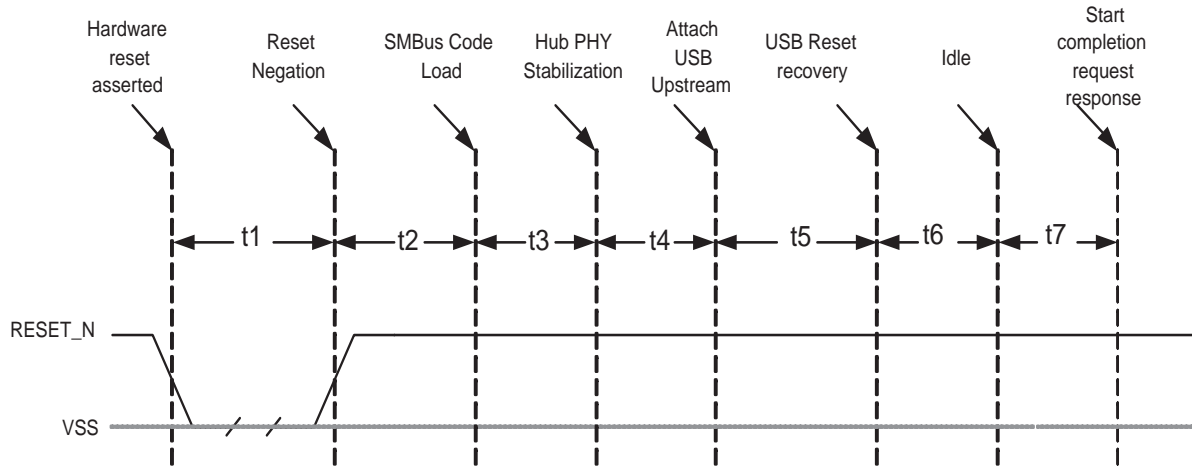 Hardware
reset
asserted
Reset
Negation
SMBus Code
Load
Hub PHY
Stabilization
Attach
USB
Upstream
USB Reset
recovery
Idle
Start
completion
request
response
t1
t2
t3
t4
t5
t6
t7
RESET_N
VSS